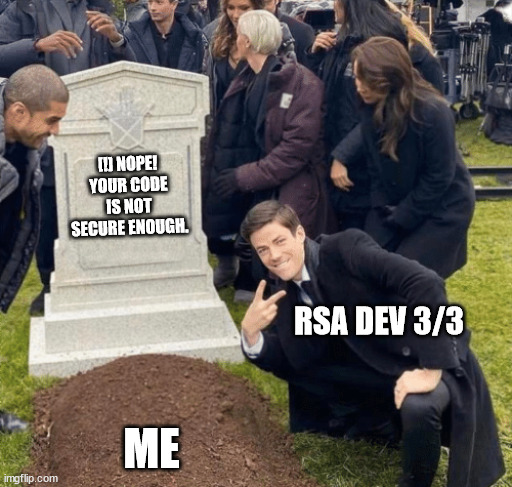 [!] NOPE!
YOUR CODE
IS NOT
SECURE ENOUGH.
RSA DEV 3/3
ME
imgflip.com